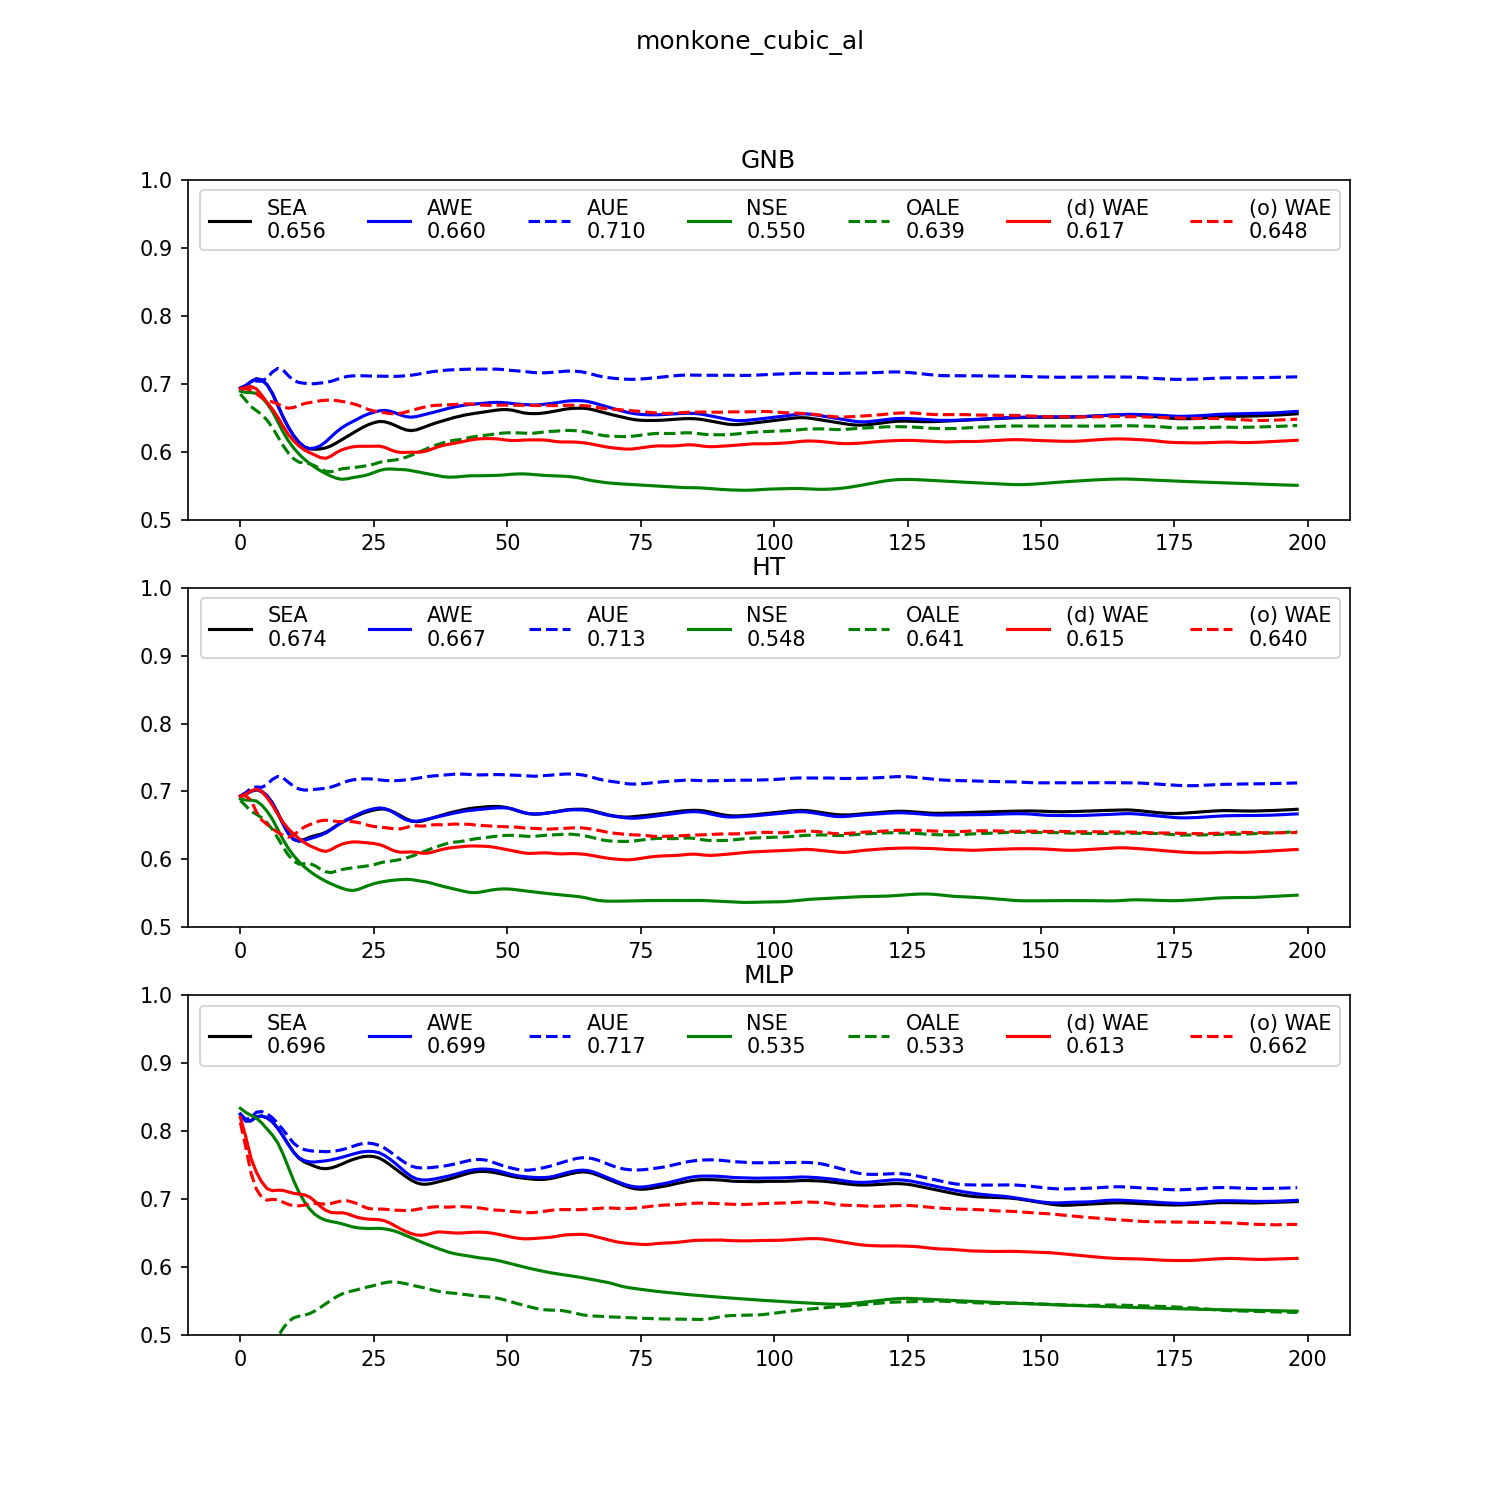 monkone_cubic_al
GNB
1.0
0.9
0.8
0.7
0.6
0.5
SEA AWE AUE NSE OALE (d) WAE (o) WAE
0.656 0.660 0.710 0.550 0.639 0.617 0.648
0 25 50 75 100 125 150 175 200
HT
1.0
0.9
0.8
0.7
0.6
0.5
SEA AWE AUE NSE OALE (d) WAE (o) WAE
0.674 0.667 0.713 0.548 0.641 0.615 0.640
0 25 50 75 100 125 150 175 200
MLP
1.0
0.9
0.8
0.7
0.6
0.5
SEA AWE AUE NSE OALE (d) WAE (o) WAE
0.696 0.699 0.717 0.535 0.533 0.613 0.662
0 25 50 75 100 125 150 175 200